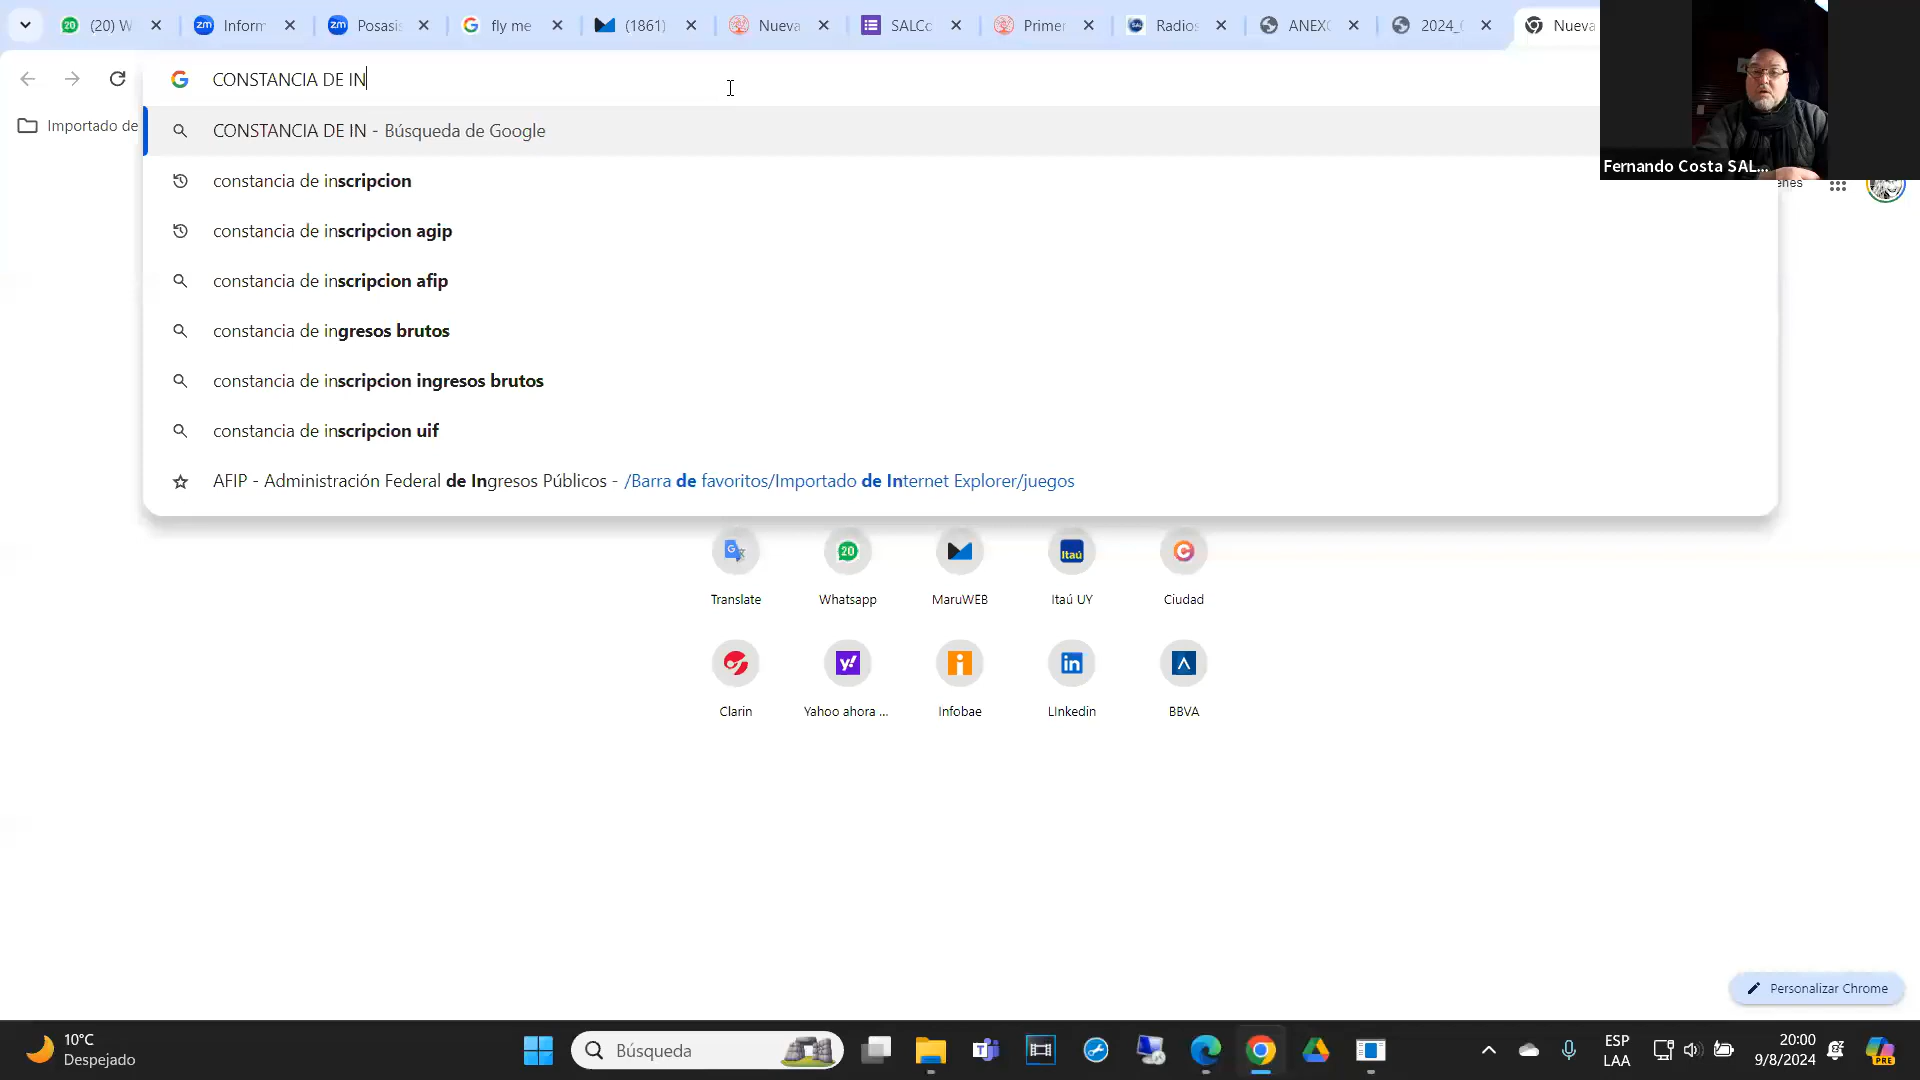 (20) W
Inform
Posasis
fly me
(1861)
Nueva
SALCo
Primer
Radios
ANEXO
2024_
Nueva
CONSTANCIA DE IN
CONSTANCIA DE IN - Búsqueda de Google
Importado de
Fernando Costa SAL...
constancia de inscripcion
constancia de inscripcion agip
constancia de inscripcion afip
constancia de ingresos brutos
constancia de inscripcion ingresos brutos
constancia de inscripcion uif
AFIP - Administración Federal de Ingresos Públicos - /Barra de favoritos/Importado de Internet Explorer/juegos
Translate
Whatsapp
MaruWEB
Itaú UY
Ciudad
Clarin
Yahoo ahora ...
Infobae
LInkedin
BBVA
Personalizar Chrome
10°C
Despejado
Búsqueda
ESP
LAA
20:00
9/8/2024